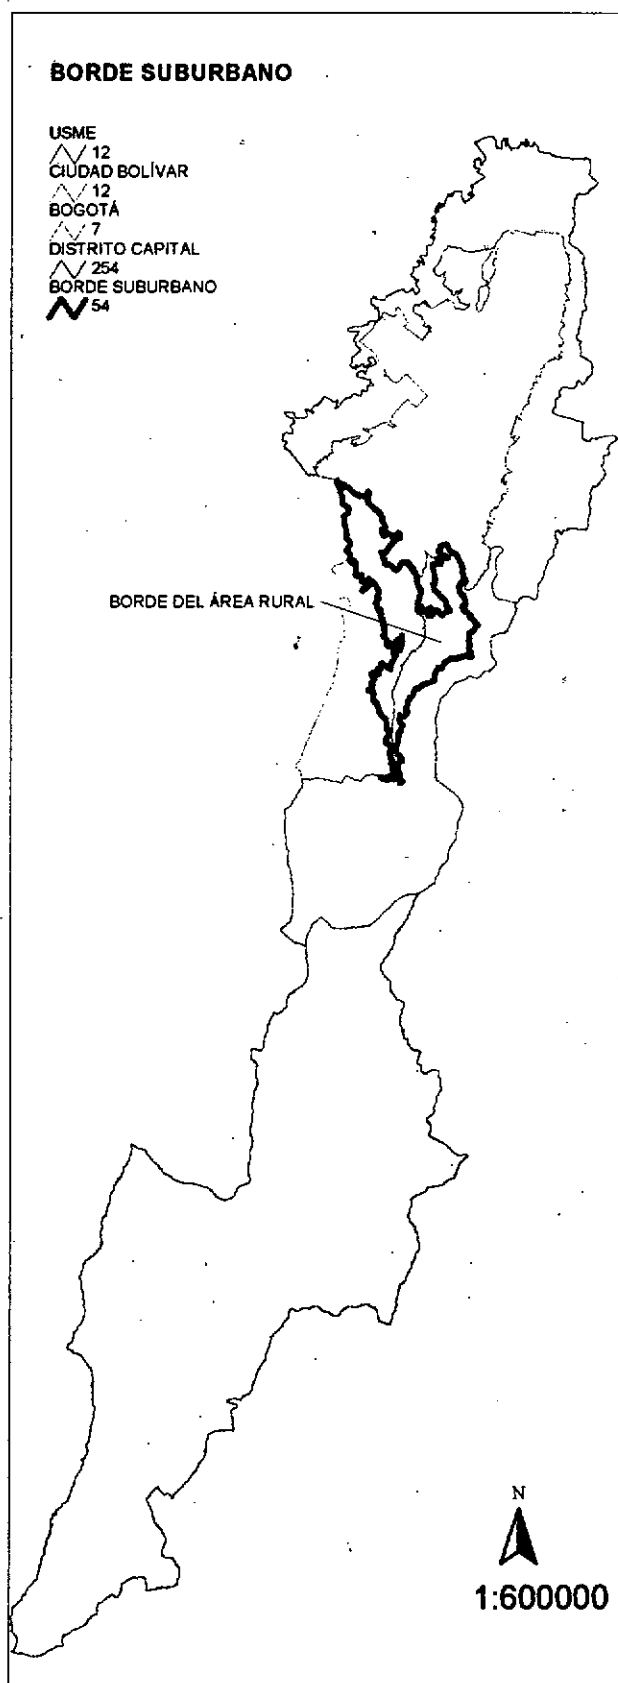 BORDE SUBURBANO
USME
12
CIUDAD BOLÍVAR
12
BOGOTÁ
7
DISTRITO CAPITAL
254
BORDE SUBURBANO
54
BORDE DEL ÁREA RURAL
N
1:600000